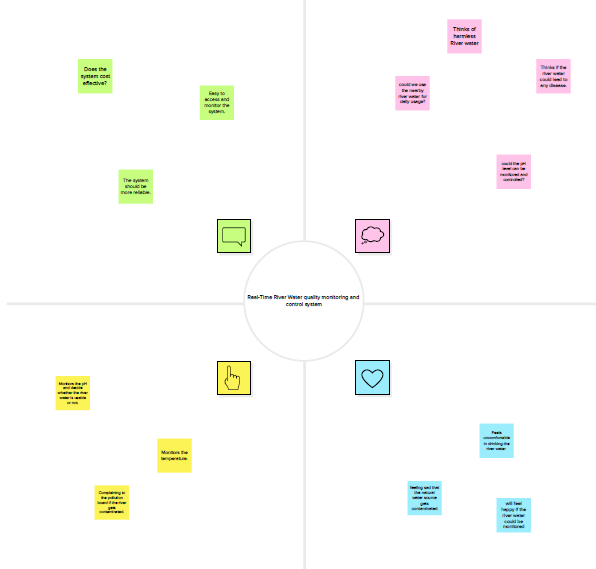 Does the
system cost
effective?
Easy to
access and
monitor the
system.
The system
should be
more reliable.
Thinks of
harmless
River water
Thinks if the
river water
could lead to
any disease.
could we use
the nearby
river water for
daily usage?
could the pH
level can be
monitored and
controlled?
Real-Time River Water quality monitoring and
control system
Monitors the pH
and decide
whether the river
water is usable
or not.
Monitors the
temperature.
Complaining to
the pollution
board if the river
gets
contaminated
Feels
uncomfortable
in drinking the
river water
feeling sad that
the natural
water source
gets
contaminated
will feel
happy if the
river water
could be
monitored